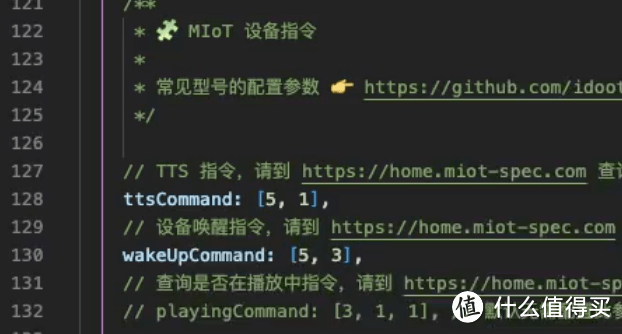 121 /**
122 * 🧩 MIoT 设备指令
123 *
124 * 常见型号的配置参数 👉 https://github.com/idoot
125 */
126
127 // TTS 指令，请到 https://home.miot-spec.com 查询
128 ttsCommand: [5, 1],
129 // 设备唤醒指令，请到 https://home.miot-spec.com
130 wakeUpCommand: [5, 3],
131 // 查询是否在播放中指令，请到 https://home.miot-sp
132 // playingCommand: [3, 1, 1],
值 什么值得买